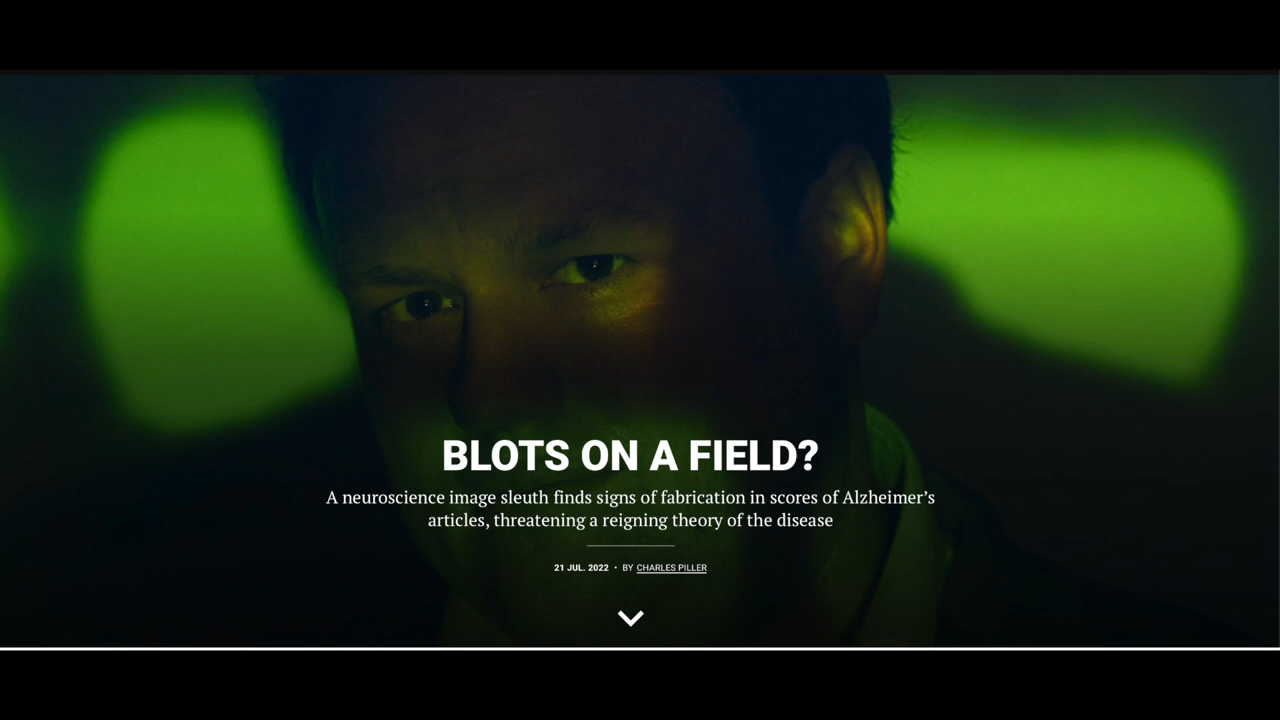 BLOTS ON A FIELD?
A neuroscience image sleuth finds signs of fabrication in scores of Alzheimer’s
articles, threatening a reigning theory of the disease
21 JUL. 2022 • BY CHARLES PILLER